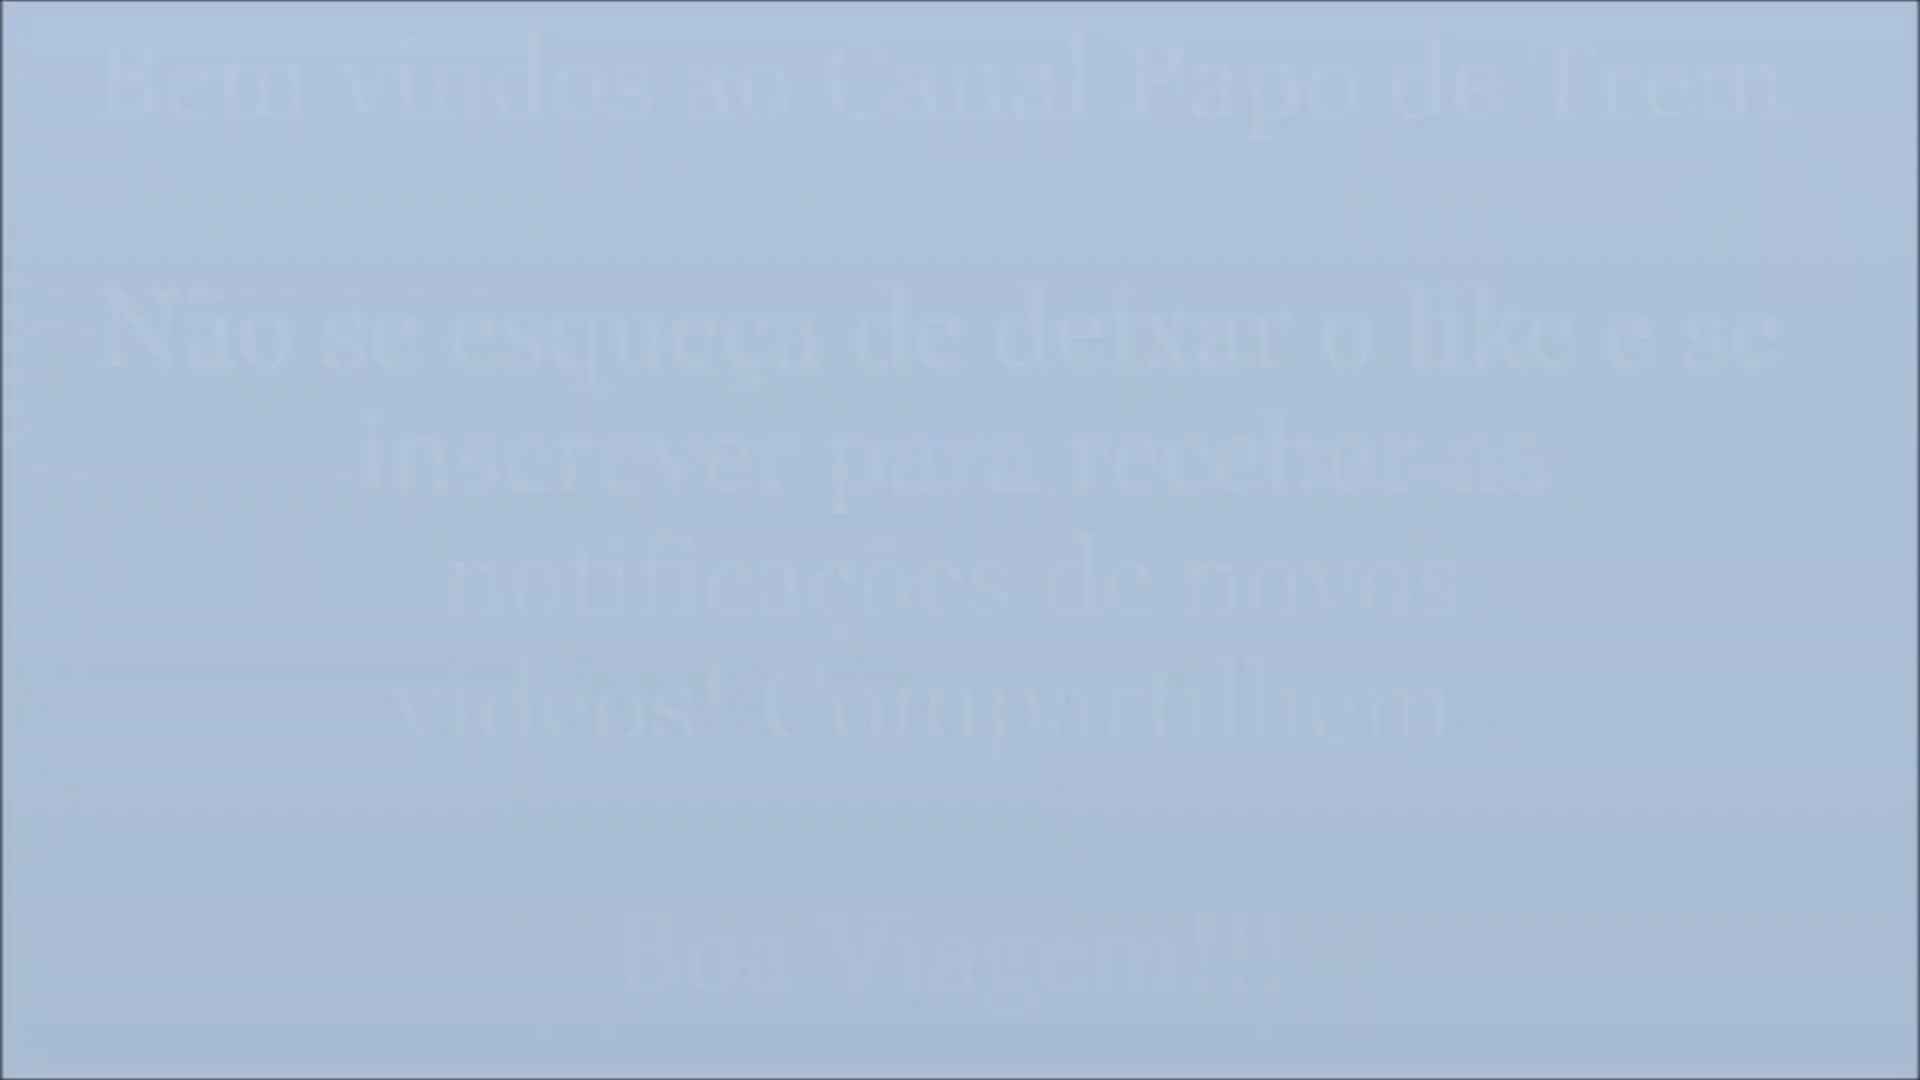 Bem vindos ao Canal Papo de Trem
Não se esqueça de deixar o like e se
inscrever para receber as
notificações de novos
vídeos! Compartilhem...
Boa Viagem!!!